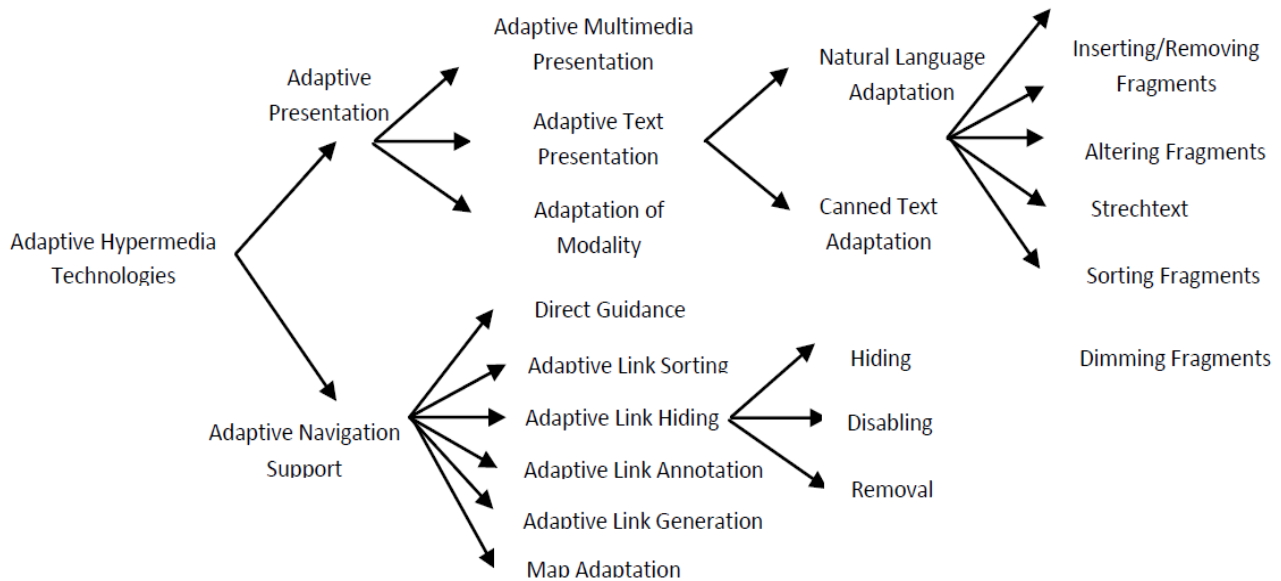 Adaptive Hypermedia
Technologies
Adaptive
Presentation
Adaptive Navigation
Support
Adaptive Multimedia
Presentation
Adaptive Text
Presentation
Adaptation of
Modality
Direct Guidance
Adaptive Link Sorting
Adaptive Link Hiding
Adaptive Link Annotation
Adaptive Link Generation
Map Adaptation
Natural Language
Adaptation
Canned Text
Adaptation
Hiding
Disabling
Removal
Inserting/Removing
Fragments
Altering Fragments
Strechtext
Sorting Fragments
Dimming Fragments